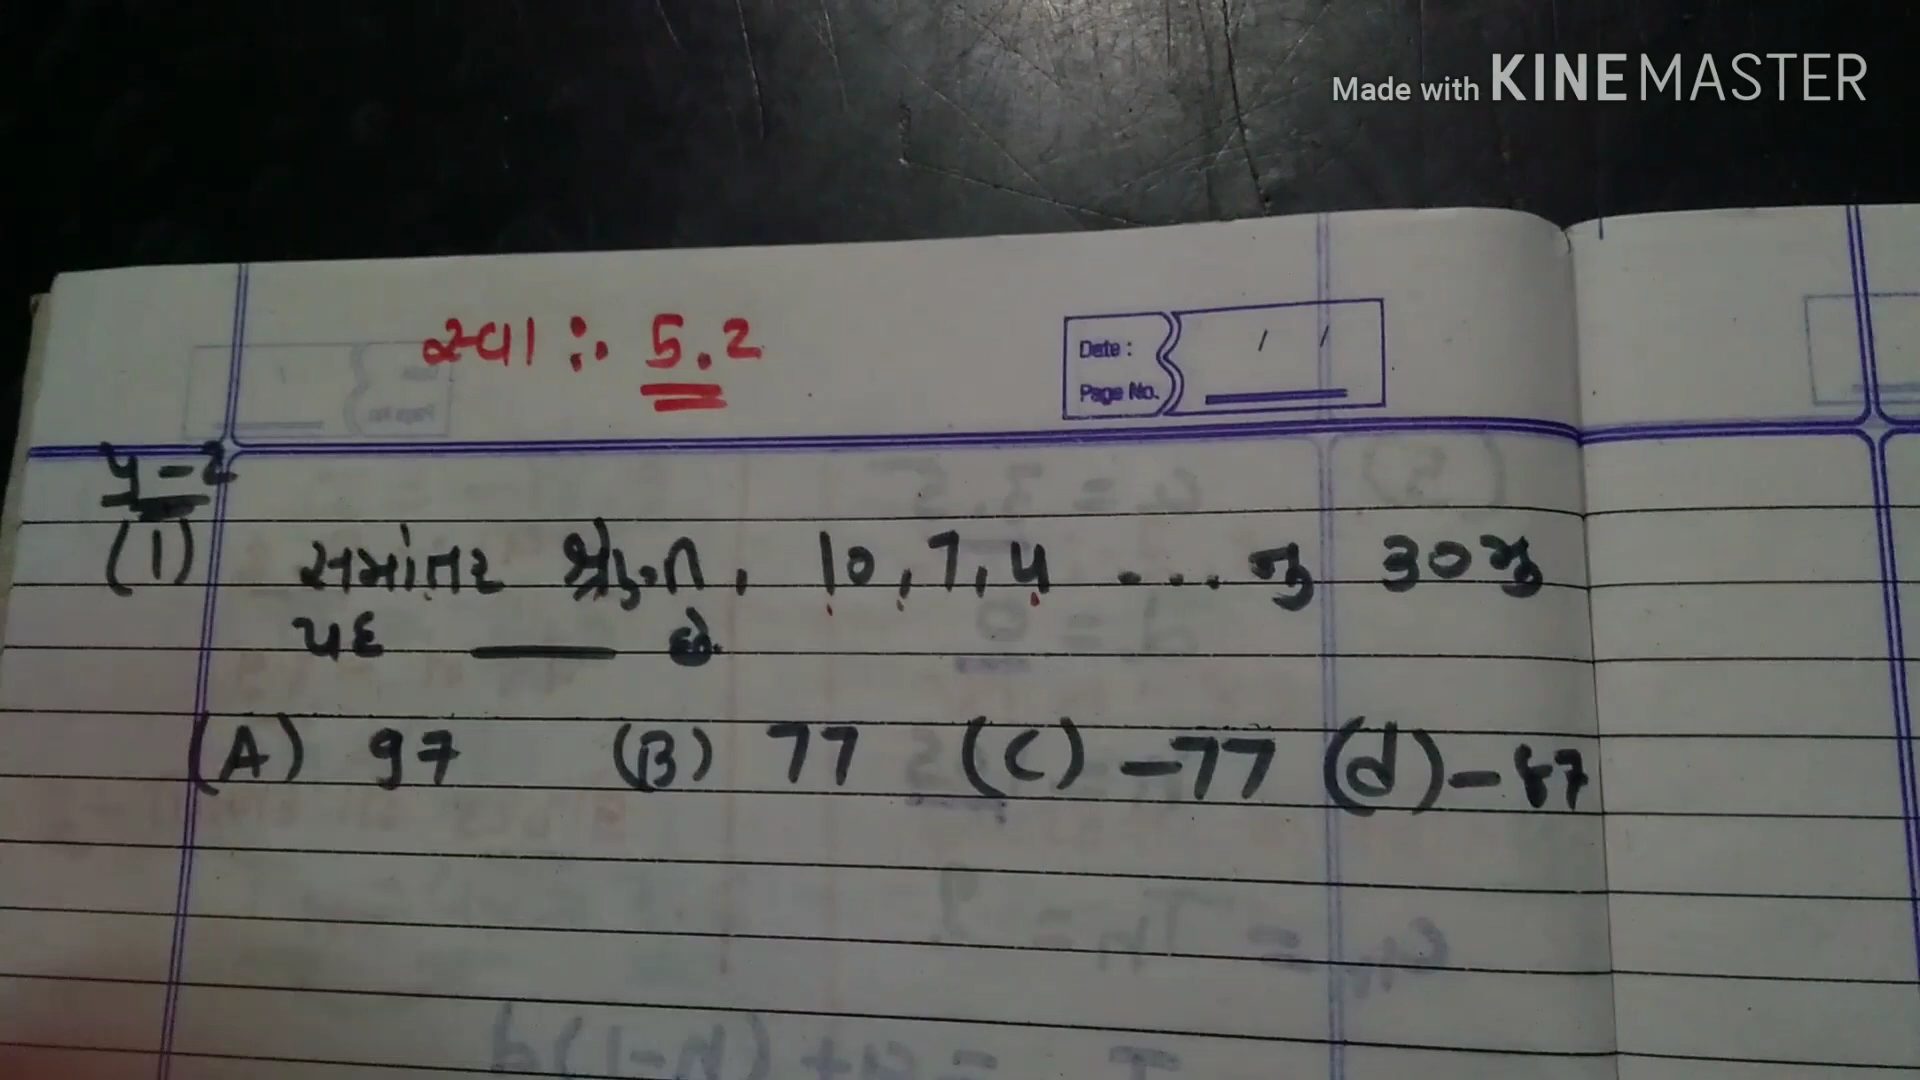 Made with KINEMASTER
સ્વા :. 5.2
Date : / /
Page No.
પ્ર-2
(1) સમાંતર શ્રેણી, 10, 7, 4 ... નુ 30મુ
પદ ___ છે.
(A) 97 (B) 77 (C) -77 (d) -87